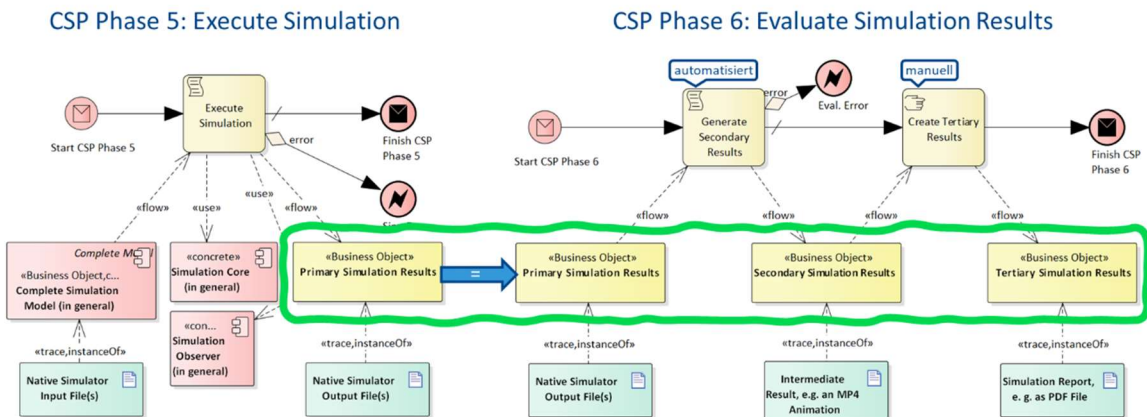 CSP Phase 5: Execute Simulation
CSP Phase 6: Evaluate Simulation Results
automatisiert
manuell
Execute
Simulation
error
Start CSP Phase 5
Finish CSP
Phase 5
error
Eval. Error
Generate
Secondary
Results
Create Tertiary
Results
Start CSP Phase 6
Finish CSP
Phase 6
«flow»
«use»
«use»
«flow»
«flow»
«flow»
«flow»
«flow»
Complete
«Business Object,c...
Complete Simulation
Model (in general)
«concrete»
Simulation Core
(in general)
«con...
Simulation
Observer
(in general)
«Business Object»
Primary Simulation Results
=
«Business Object»
Primary Simulation Results
«Business Object»
Secondary Simulation Results
«Business Object»
Tertiary Simulation Results
«trace,instanceOf»
«trace,instanceOf»
«trace,instanceOf»
«trace,instanceOf»
«trace,instanceOf»
Native Simulator
Input File(s)
Native Simulator
Output File(s)
Native Simulator
Output File(s)
Intermediate
Result, e.g. an MP4
Animation
Simulation Report,
e. g. as PDF File